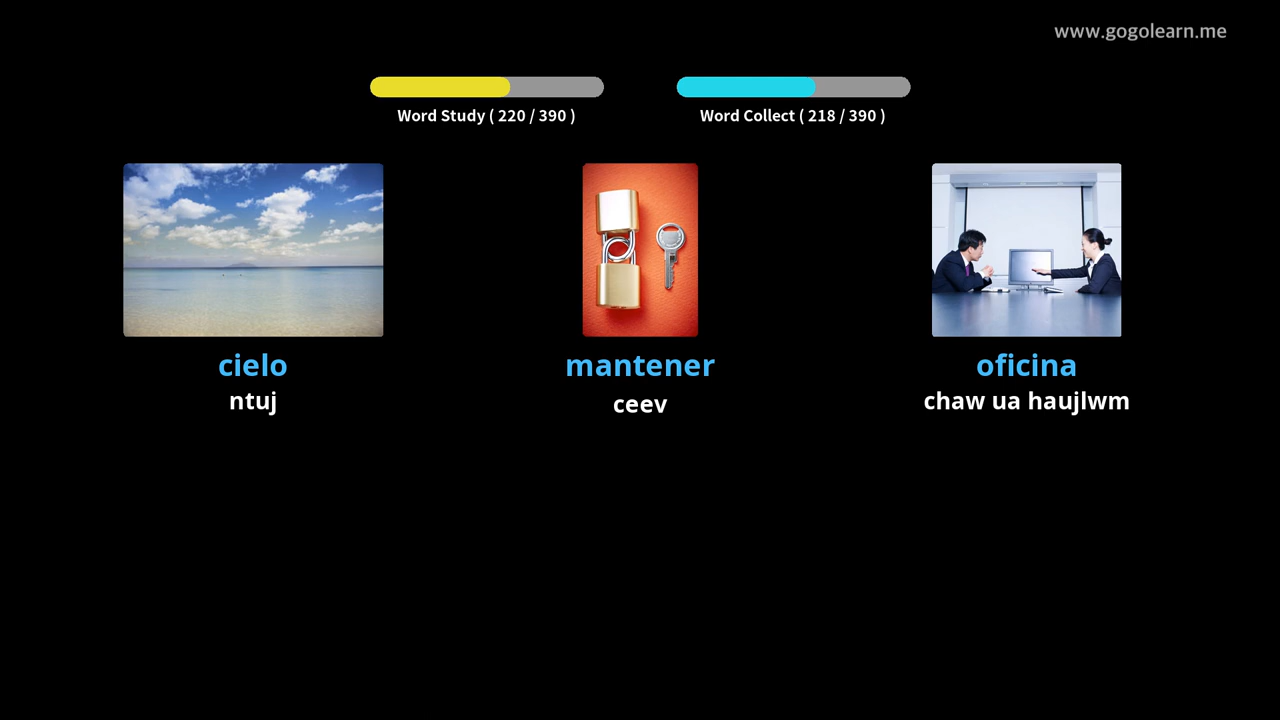 www.gogolearn.me
Word Study ( 220 / 390 )
Word Collect ( 218 / 390 )
cielo
ntuj
mantener
ceev
oficina
chaw ua haujlwm